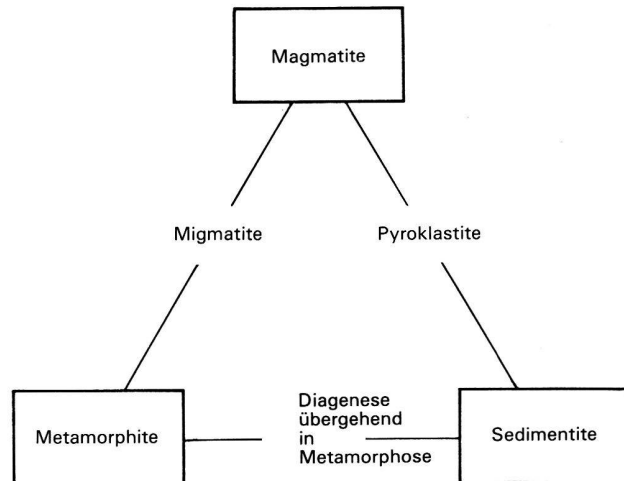 Magmatite
Migmatite
Pyroklastite
Metamorphite
Diagenese
übergehend
in
Metamorphose
Sedimentite